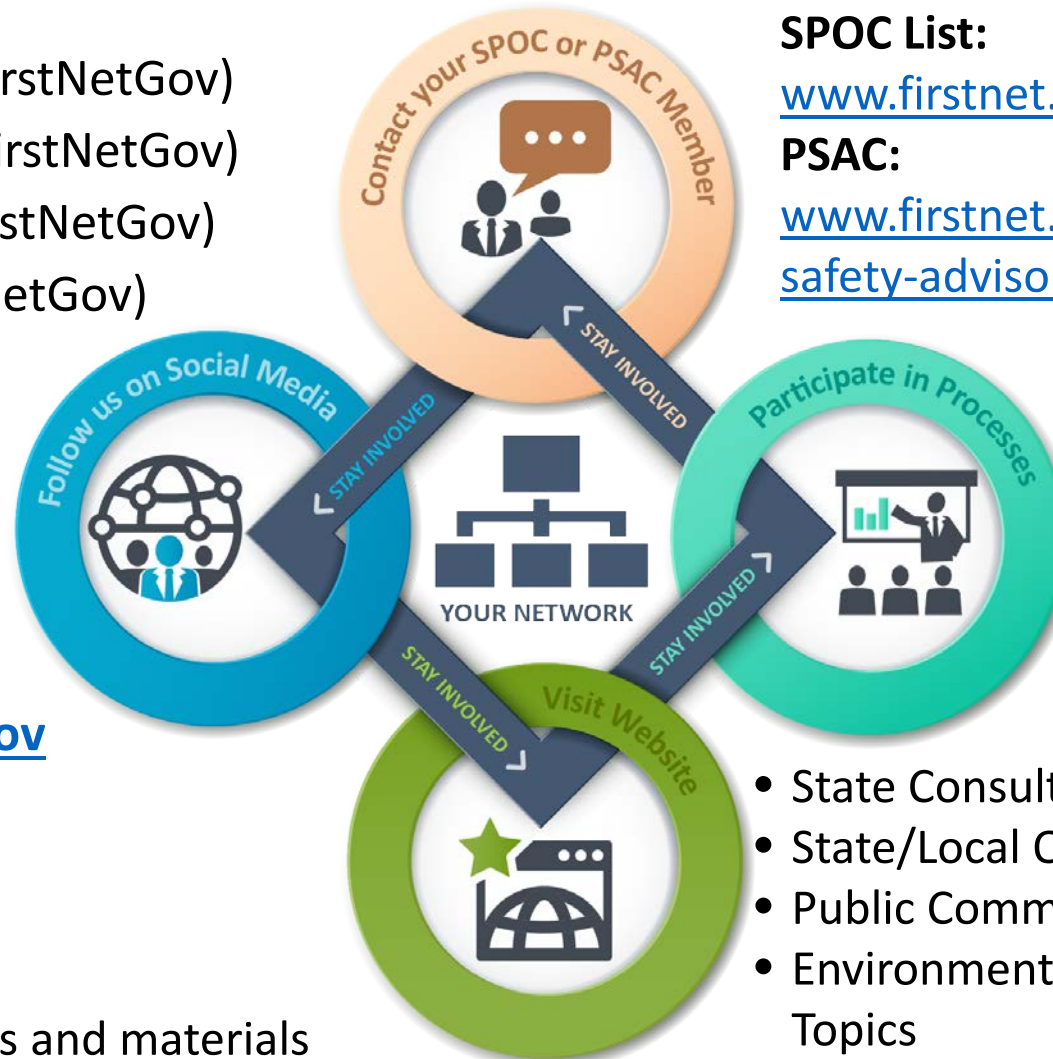 rstNetGov)
irstNetGov)
stNetGov)
etGov)
Contact your SPOC or PSAC Member
SPOC List:
www.firstnet.
PSAC:
www.firstnet.
safety-adviso
Follow us on Social Media
STAY INVOLVED
STAY INVOLVED
Participate in Processes
YOUR NETWORK
STAY INVOLVED
STAY INVOLVED
Visit Website
ov
• State Consult
• State/Local C
• Public Comm
• Environment
Topics
s and materials